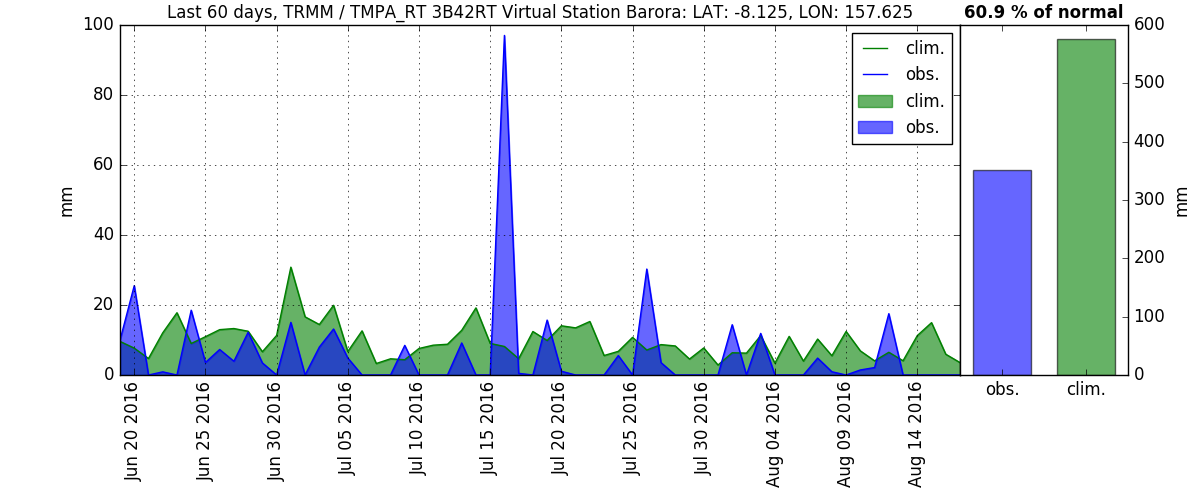 Last 60 days, TRMM / TMPA_RT 3B42RT Virtual Station Barora: LAT: -8.125, LON: 157.625
60.9 % of normal
100
80
60
40
20
0
mm
clim.
obs.
clim.
obs.
Jun 20 2016
Jun 25 2016
Jun 30 2016
Jul 05 2016
Jul 10 2016
Jul 15 2016
Jul 20 2016
Jul 25 2016
Jul 30 2016
Aug 04 2016
Aug 09 2016
Aug 14 2016
600
500
400
300
200
100
0
mm
obs.
clim.